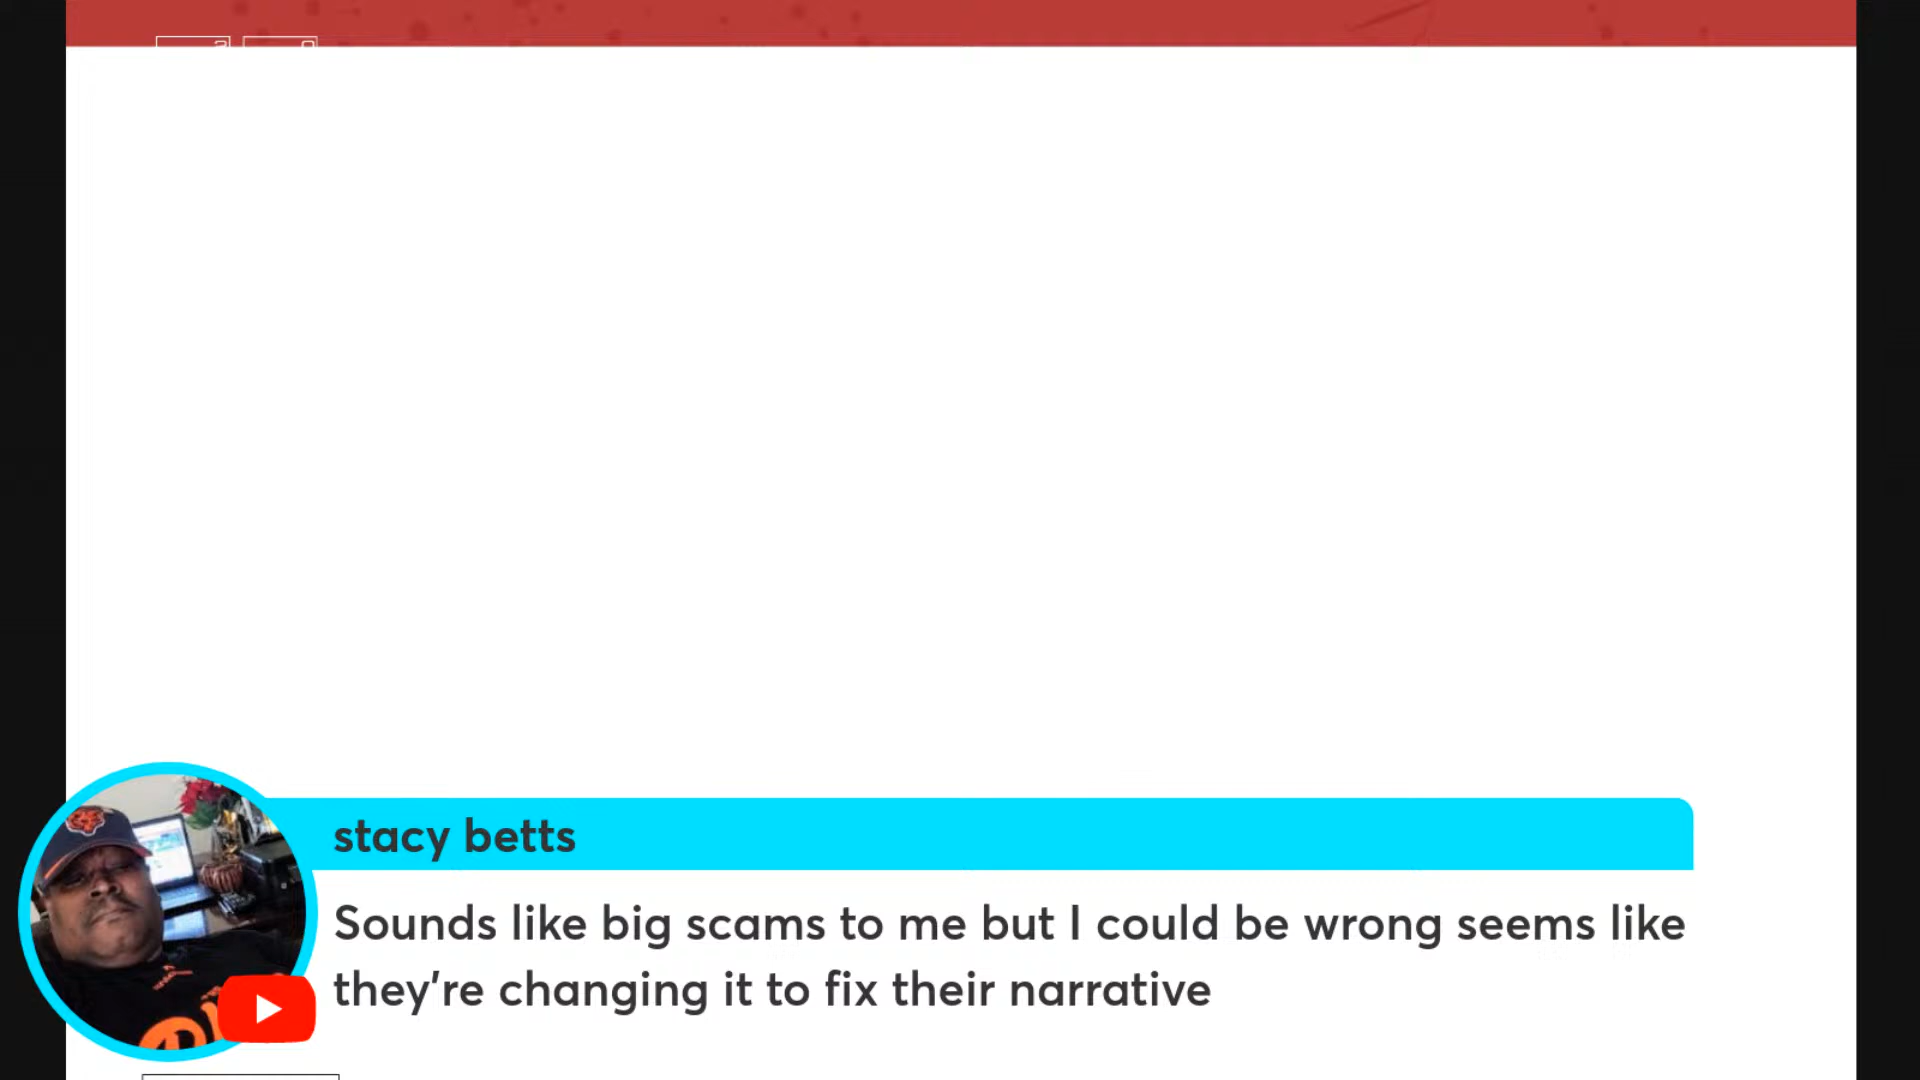 stacy betts
Sounds like big scams to me but I could be wrong seems like
they're changing it to fix their narrative